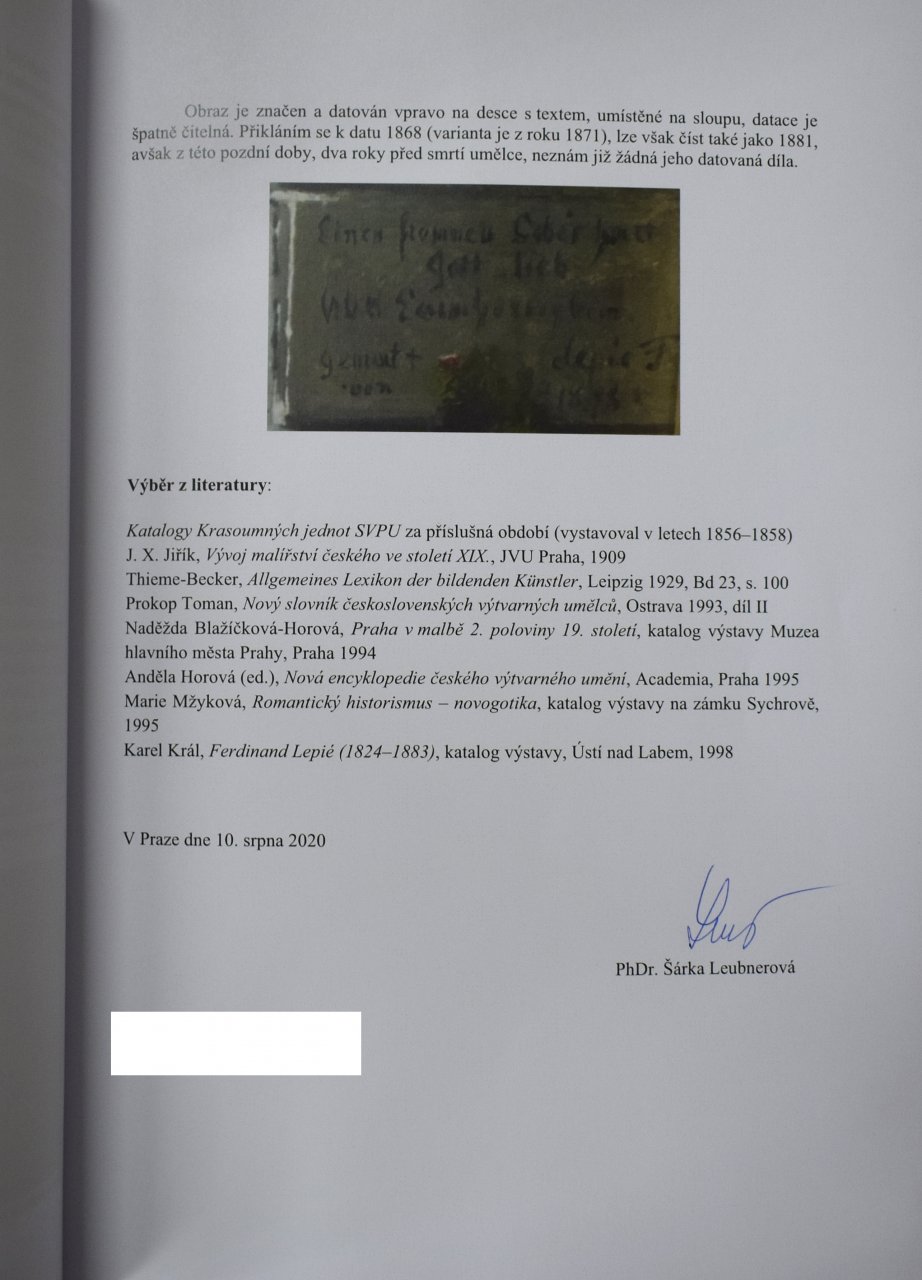 Obraz je značen a datován vpravo na desce s textem, umístěné na sloupu, datace je
špatně čitelná. Přikláním se k datu 1868 (varianta je z roku 1871), lze však číst také jako 1881,
avšak z této pozdní doby, dva roky před smrtí umělce, neznám již žádná jeho datovaná díla.
Gott lieb
von
gemalt
von
Výběr z literatury:
Katalogy Krasoumných jednot SVPU za příslušná období (vystavoval v letech 1856–1858)
J. X. Jiřík, Vývoj malířství českého ve století XIX., JVU Praha, 1909
Thieme-Becker, Allgemeines Lexikon der bildenden Künstler, Leipzig 1929, Bd 23, s. 100
Prokop Toman, Nový slovník československých výtvarných umělců, Ostrava 1993, díl II
Naděžda Blažíčková-Horová, Praha v malbě 2. poloviny 19. století, katalog výstavy Muzea
hlavního města Prahy, Praha 1994
Anděla Horová (ed.), Nová encyklopedie českého výtvarného umění, Academia, Praha 1995
Marie Mžyková, Romantický historismus – novogotika, katalog výstavy na zámku Sychrově,
1995
Karel Král, Ferdinand Lepié (1824–1883), katalog výstavy, Ústí nad Labem, 1998
V Praze dne 10. srpna 2020
PhDr. Šárka Leubnerová